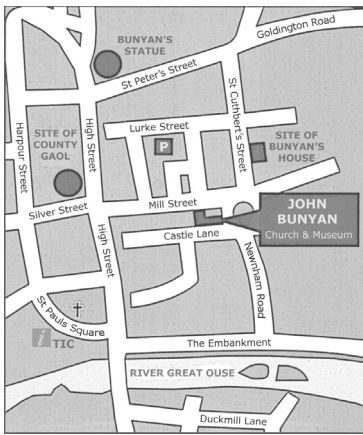 BUNYAN'S
STATUE
Goldington Road
St Peter's Street
St Cuthbert's Street
Lurke Street
P
SITE OF
COUNTY
GAOL
Harpour Street
High Street
SITE OF
BUNYAN'S
HOUSE
Silver Street
Mill Street
JOHN
BUNYAN
Church & Museum
High Street
Castle Lane
Newnham Road
St Pauls Square
i
TIC
The Embankment
RIVER GREAT OUSE
Duckmill Lane